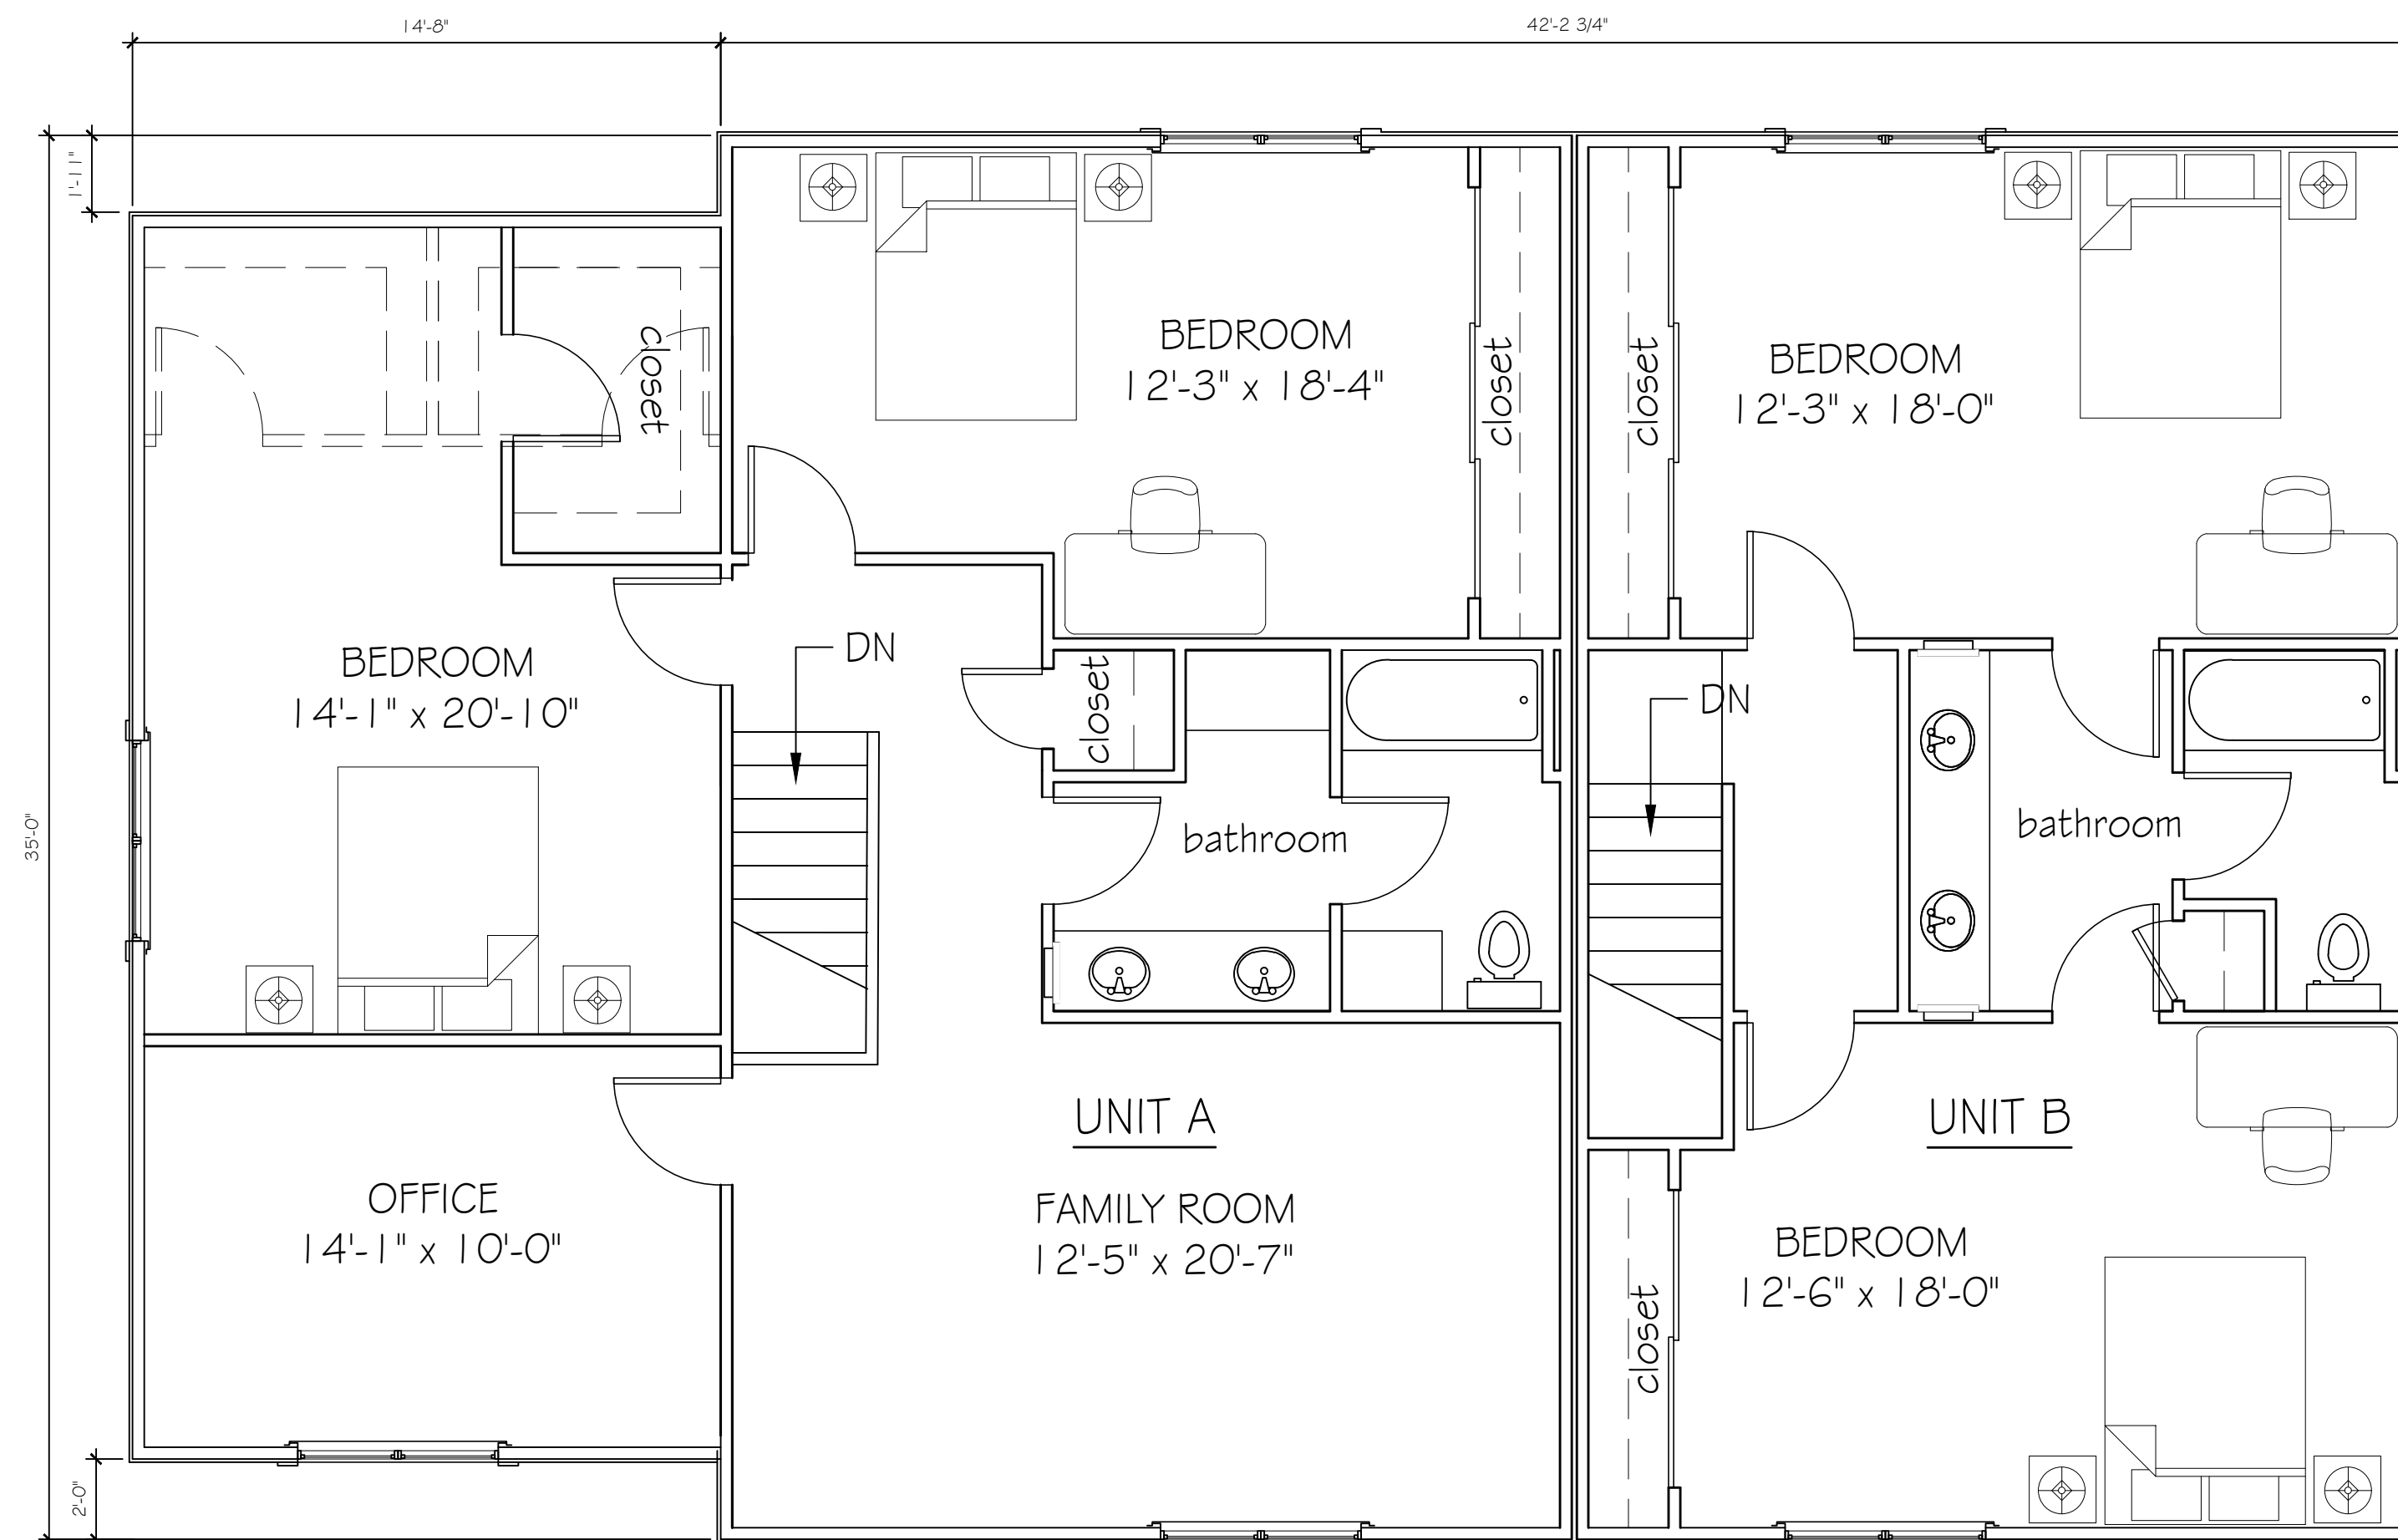 14'-8"
42'-2 3/4"
1'-11"
closet
BEDROOM
12'-3" x 18'-4"
closet
closet
BEDROOM
12'-3" x 18'-0"
BEDROOM
14'-1" x 20'-10"
DN
closet
DN
bathroom
bathroom
35'-0"
UNIT A
UNIT B
OFFICE
14'-1" x 10'-0"
FAMILY ROOM
12'-5" x 20'-7"
BEDROOM
12'-6" x 18'-0"
closet
2'-0"